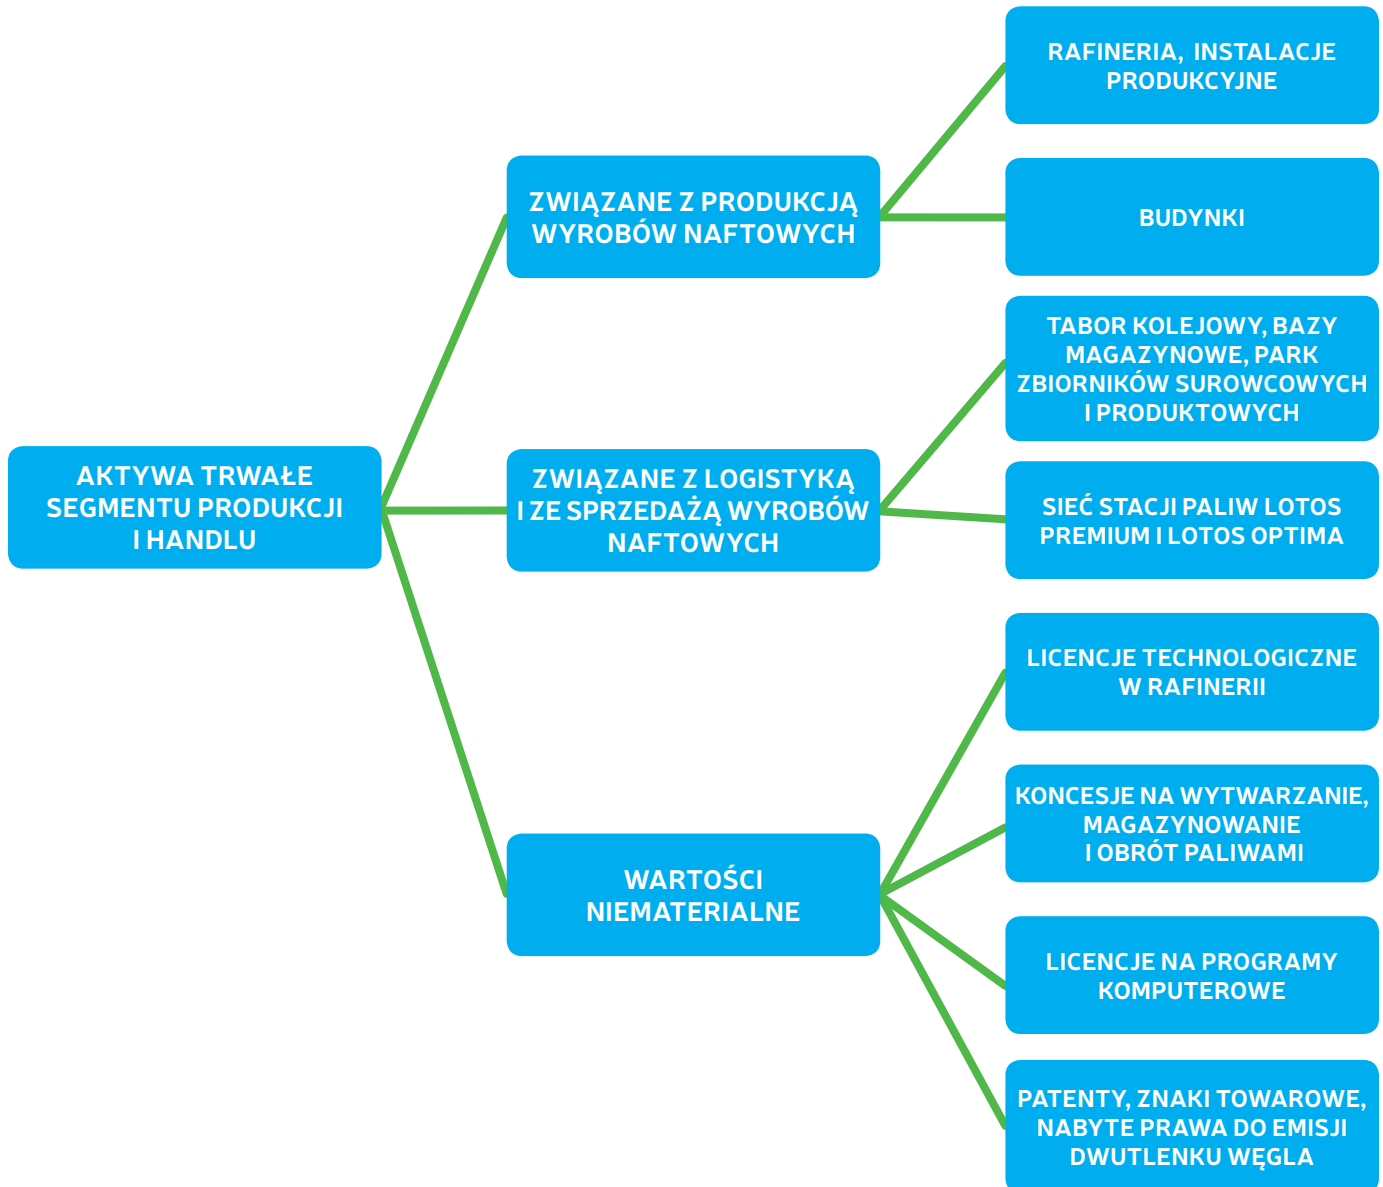 AKTYWA TRWAŁE
SEGMENTU PRODUKCJI
I HANDLU
ZWIĄZANE Z PRODUKCJĄ
WYROBÓW NAFTOWYCH
RAFINERIA, INSTALACJE
PRODUKCYJNE
BUDYNKI
ZWIĄZANE Z LOGISTYKĄ
I ZE SPRZEDAŻĄ WYROBÓW
NAFTOWYCH
TABOR KOLEJOWY, BAZY
MAGAZYNOWE, PARK
ZBIORNIKÓW SUROWCOWYCH
I PRODUKTOWYCH
SIEĆ STACJI PALIW LOTOS
PREMIUM I LOTOS OPTIMA
WARTOŚCI
NIEMATERIALNE
LICENCJE TECHNOLOGICZNE
W RAFINERII
KONCESJE NA WYTWARZANIE,
MAGAZYNOWANIE
I OBRÓT PALIWAMI
LICENCJE NA PROGRAMY
KOMPUTEROWE
PATENTY, ZNAKI TOWAROWE,
NABYTE PRAWA DO EMISJI
DWUTLENKU WĘGLA